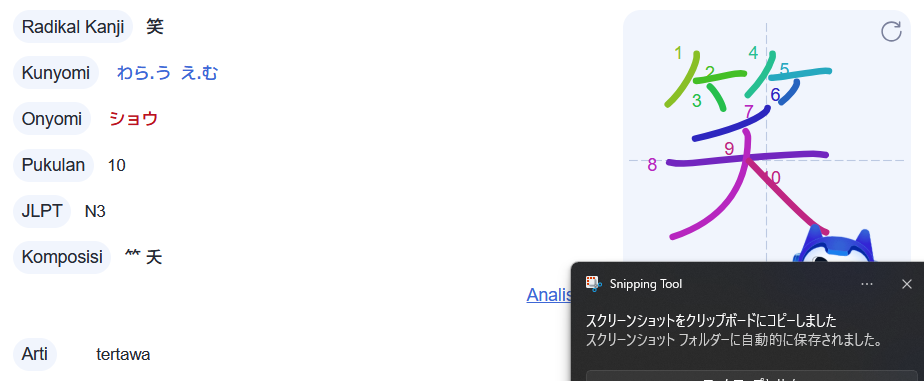 Radikal Kanji 笑
Kunyomi わら.う え.む
Onyomi ショウ
Pukulan 10
JLPT N3
Komposisi ⺮ 夭
Arti tertawa
1
2
3
4
5
6
7
8
9
10
笑
Analis
Snipping Tool
スクリーンショットをクリップボードにコピーしました
スクリーンショット フォルダーに自動的に保存されました。